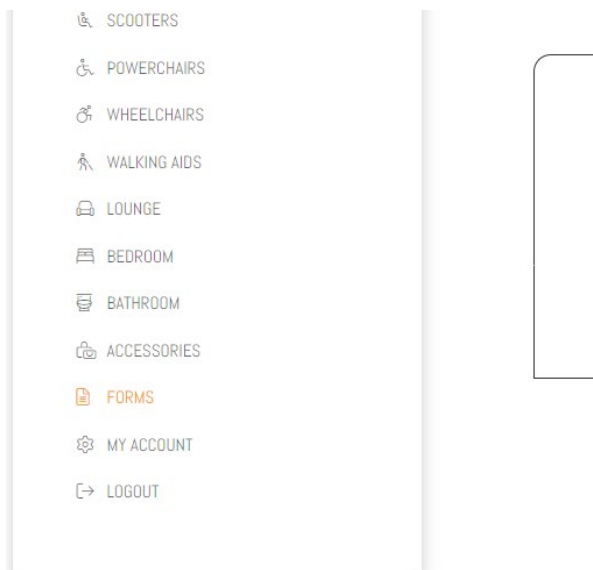 SCOOTERS
POWERCHAIRS
WHEELCHAIRS
WALKING AIDS
LOUNGE
BEDROOM
BATHROOM
ACCESSORIES
FORMS
MY ACCOUNT
LOGOUT